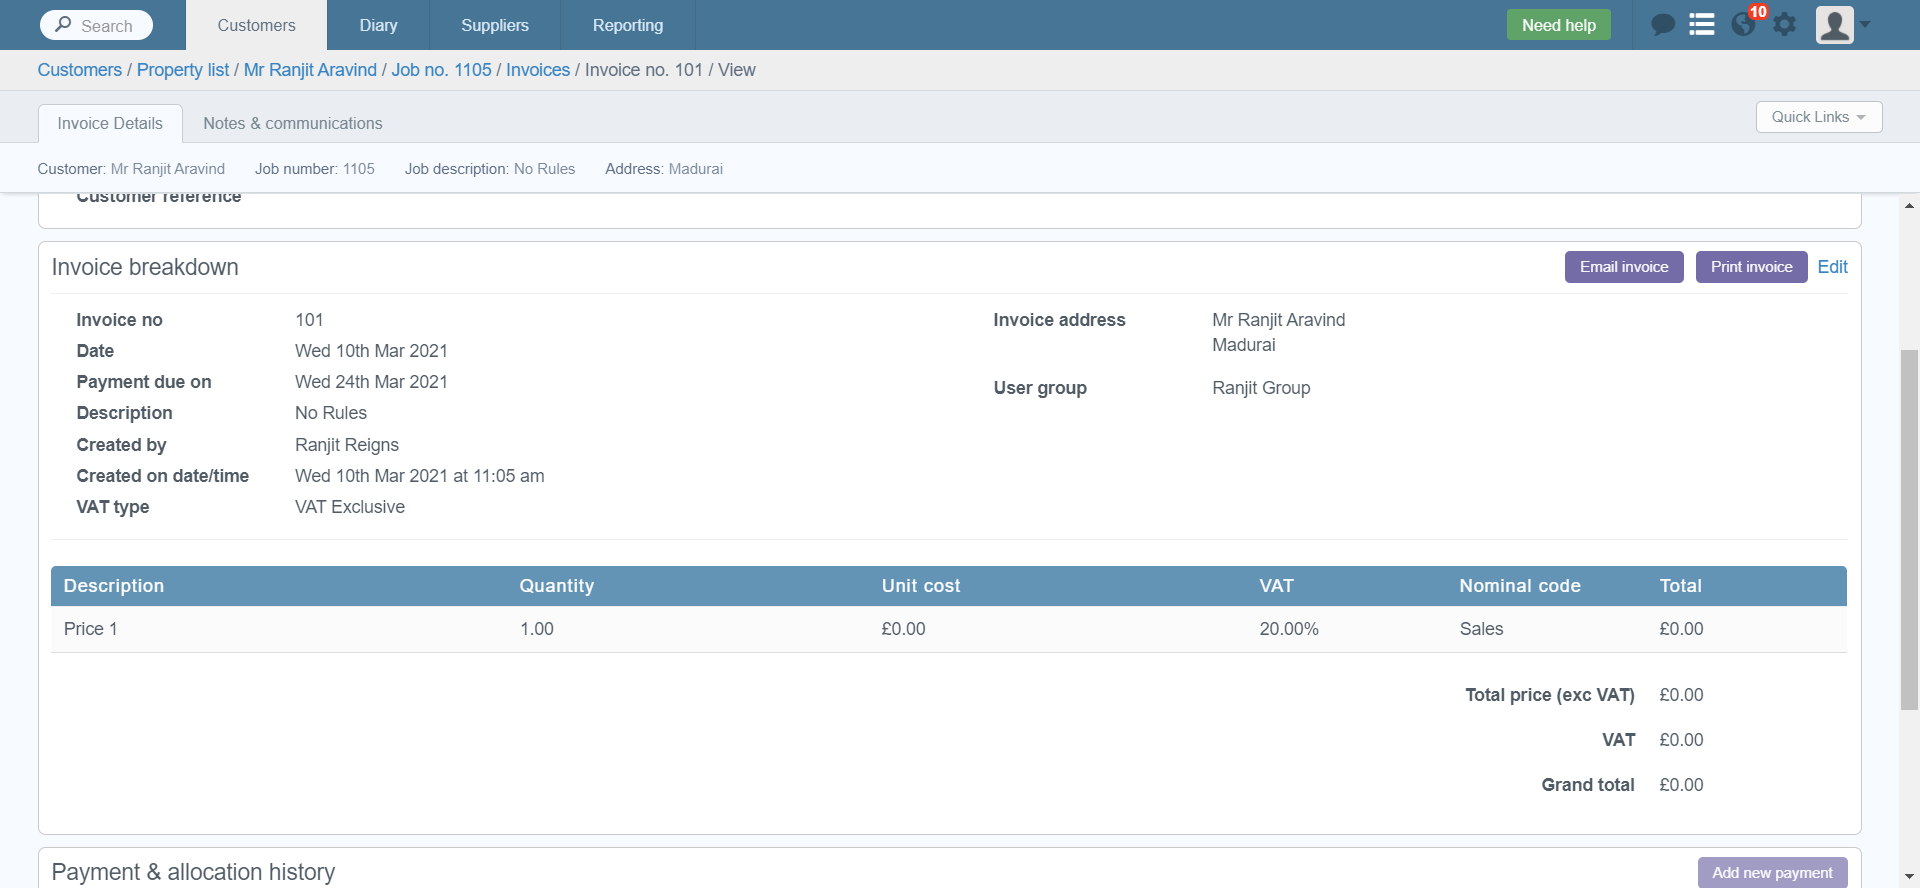 Search
Customers
Diary
Suppliers
Reporting
Need help
10
Customers / Property list / Mr Ranjit Aravind / Job no. 1105 / Invoices / Invoice no. 101 / View
Invoice Details
Notes & communications
Quick Links
Customer: Mr Ranjit Aravind Job number: 1105 Job description: No Rules Address: Madurai
Customer reference
Invoice breakdown
Email invoice
Print invoice
Edit
Invoice no 101
Date Wed 10th Mar 2021
Payment due on Wed 24th Mar 2021
Description No Rules
Created by Ranjit Reigns
Created on date/time Wed 10th Mar 2021 at 11:05 am
VAT type VAT Exclusive
Invoice address Mr Ranjit Aravind
Madurai
User group Ranjit Group
Description Quantity Unit cost VAT Nominal code Total
Price 1 1.00 £0.00 20.00% Sales £0.00
Total price (exc VAT) £0.00
VAT £0.00
Grand total £0.00
Payment & allocation history
Add new payment